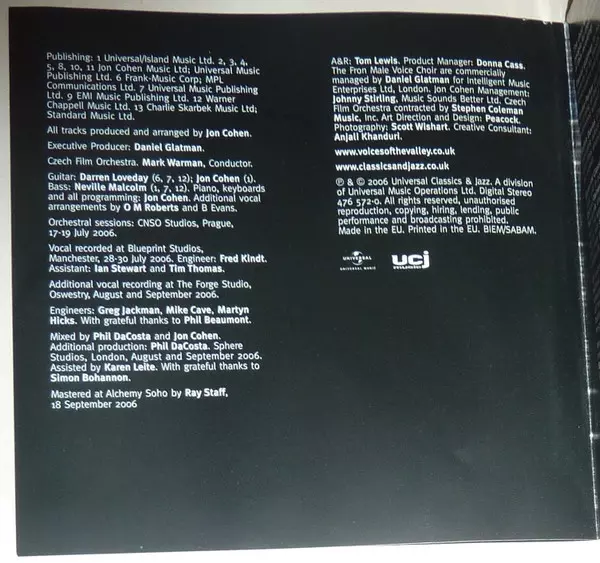 Publishing: 1 Universal/Island Music Ltd. 2, 3, 4,
5, 8, 10, 11 Jon Cohen Music Ltd; Universal Music
Publishing Ltd. 6 Frank-Music Corp; MPL
Communications Ltd. 7 Universal Music Publishing
Ltd. 9 EMI Music Publishing Ltd. 12 Warner
Chappell Music Ltd. 13 Charlie Skarbek Music Ltd;
Standard Music Ltd.
All tracks produced and arranged by Jon Cohen.
Executive Producer: Daniel Glatman.
Czech Film Orchestra. Mark Warman, Conductor.
Guitar: Darren Loveday (6, 7, 12); Jon Cohen (1).
Bass: Neville Malcolm (1, 7, 12). Piano, keyboards
and all programming: Jon Cohen. Additional vocal
arrangements by O M Roberts and B Evans.
Orchestral sessions: CNSO Studios, Prague,
17-19 July 2006.
Vocal recorded at Blueprint Studios,
Manchester, 28-30 July 2006. Engineer: Fred Kindt.
Assistant: Ian Stewart and Tim Thomas.
Additional vocal recording at The Forge Studio,
Oswestry, August and September 2006.
Engineers: Greg Jackman, Mike Cave, Martyn
Hicks. With grateful thanks to Phil Beaumont.
Mixed by Phil DaCosta and Jon Cohen.
Additional production: Phil DaCosta. Sphere
Studios, London, August and September 2006.
Assisted by Karen Leite. With grateful thanks to
Simon Bohannon.
Mastered at Alchemy Soho by Ray Staff,
18 September 2006
A&R: Tom Lewis. Product Manager: Donna Cass.
The Fron Male Voice Choir are commercially
managed by Daniel Glatman for Intelligent Music
Enterprises Ltd, London. Jon Cohen Management:
Johnny Stirling, Music Sounds Better Ltd. Czech
Film Orchestra contracted by Stephen Coleman
Music, Inc. Art Direction and Design: Peacock.
Photography: Scott Wishart. Creative Consultant:
Anjali Khanduri.
www.voicesofthevalley.co.uk
www.classicsandjazz.co.uk
℗ & © 2006 Universal Classics & Jazz. A division
of Universal Music Operations Ltd. Digital Stereo
476 572-0. All rights reserved, unauthorised
reproduction, copying, hiring, lending, public
performance and broadcasting prohibited.
Made in the EU. Printed in the EU. BIEM/SABAM.
UNIVERSAL
UNIVERSAL MUSIC
ucj